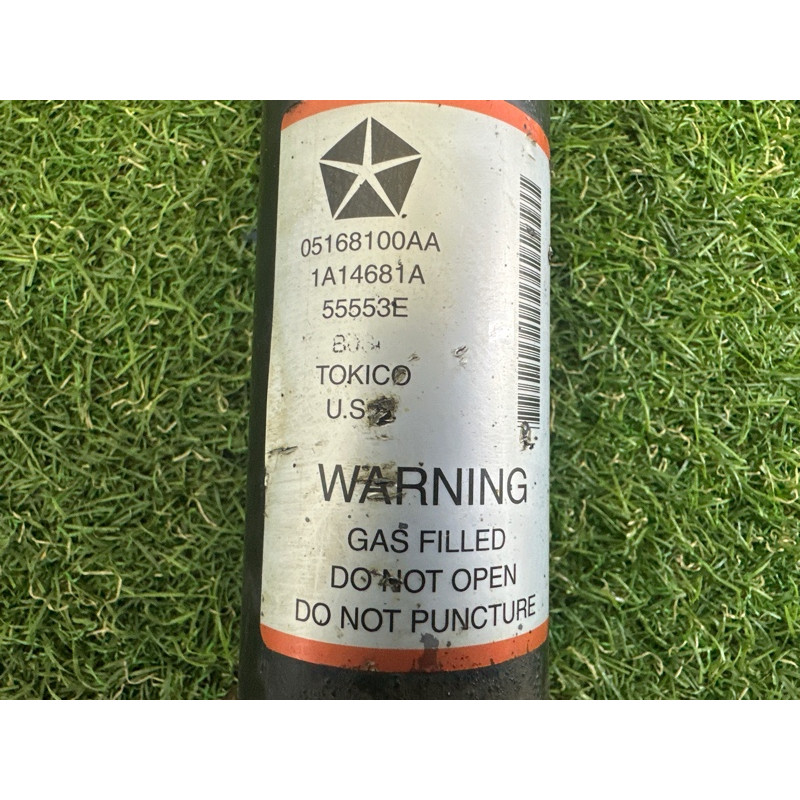 05168100AA
1A14681A
55553E
TOKICO
U.S.
WARNING
GAS FILLED
DO NOT OPEN
DO NOT PUNCTURE